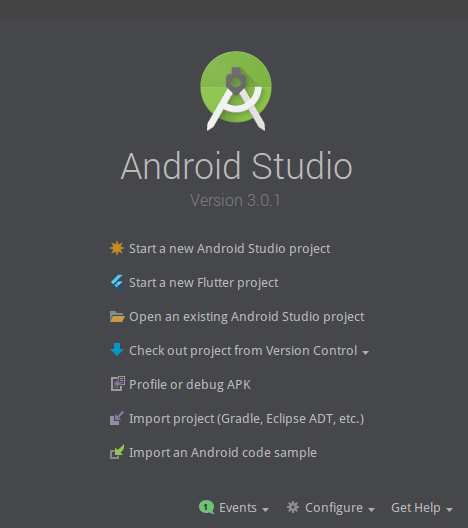 Android Studio
Version 3.0.1
Start a new Android Studio project
Start a new Flutter project
Open an existing Android Studio project
Check out project from Version Control
Profile or debug APK
Import project (Gradle, Eclipse ADT, etc.)
Import an Android code sample
1 Events Configure Get Help